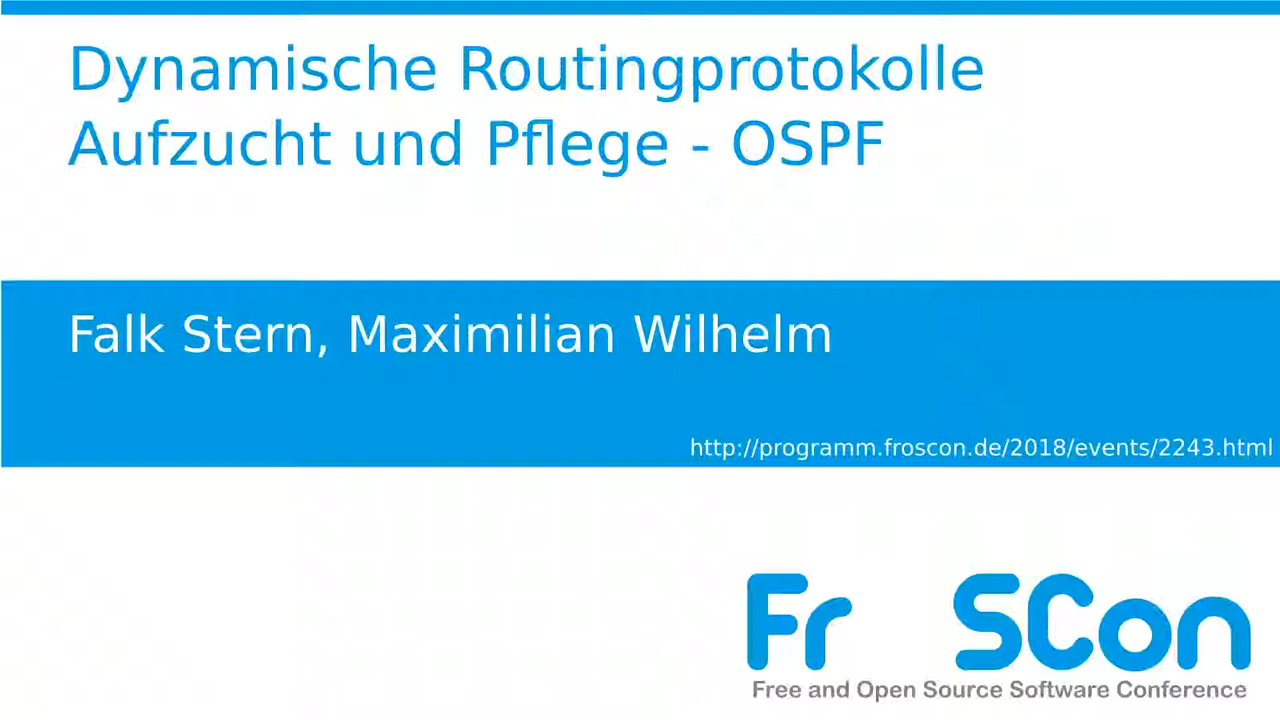 Dynamische Routingprotokolle
Aufzucht und Pflege - OSPF
Falk Stern, Maximilian Wilhelm
http://programm.froscon.de/2018/events/2243.html
Fr SCon
Free and Open Source Software Conference